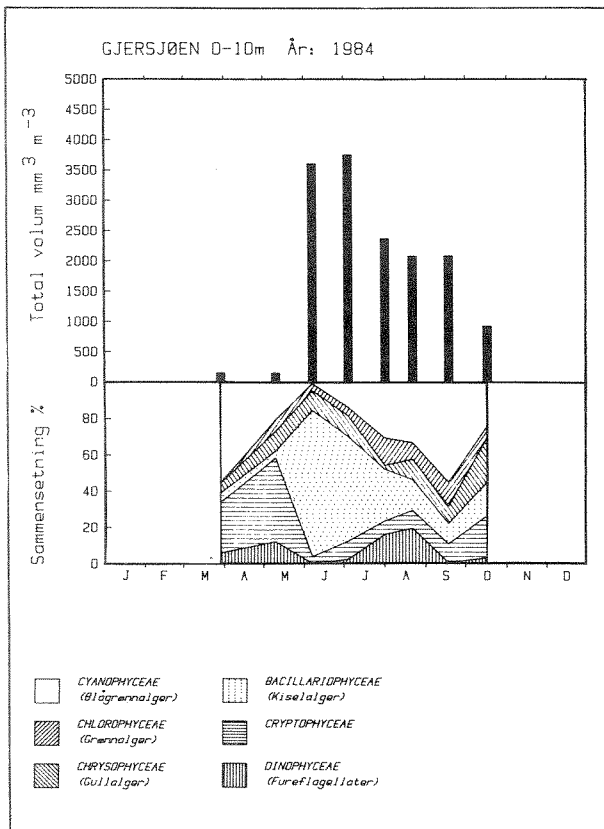 GJERSJØEN 0-10m År: 1984
Total volum mm 3 m -3
5000
4500
4000
3500
3000
2500
2000
1500
1000
500
0
Sammensetning %
80
60
40
20
0
J F M A M J J A S O N D
CYANOPHYCEAE
(Blågrønnalger)
BACILLARIOPHYCEAE
(Kiselalger)
CHLOROPHYCEAE
(Grønnalger)
CRYPTOPHYCEAE
CHRYSOPHYCEAE
(Gullalger)
DINOPHYCEAE
(Fureflagellater)